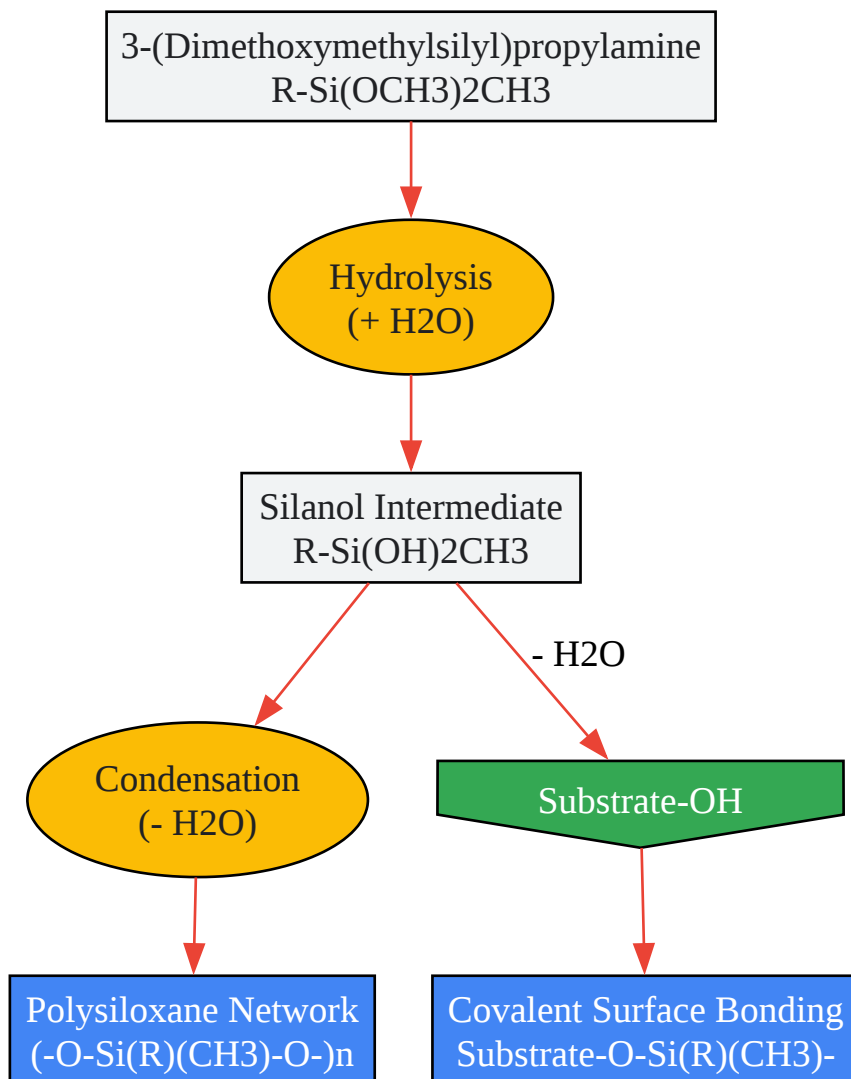 3-(Dimethoxymethylsilyl)propylamine
R-Si(OCH3)2CH3
Hydrolysis
(+ H2O)
Silanol Intermediate
R-Si(OH)2CH3
- H2O
Condensation
(- H2O)
Substrate-OH
Polysiloxane Network
(-O-Si(R)(CH3)-O-)n
Covalent Surface Bonding
Substrate-O-Si(R)(CH3)-